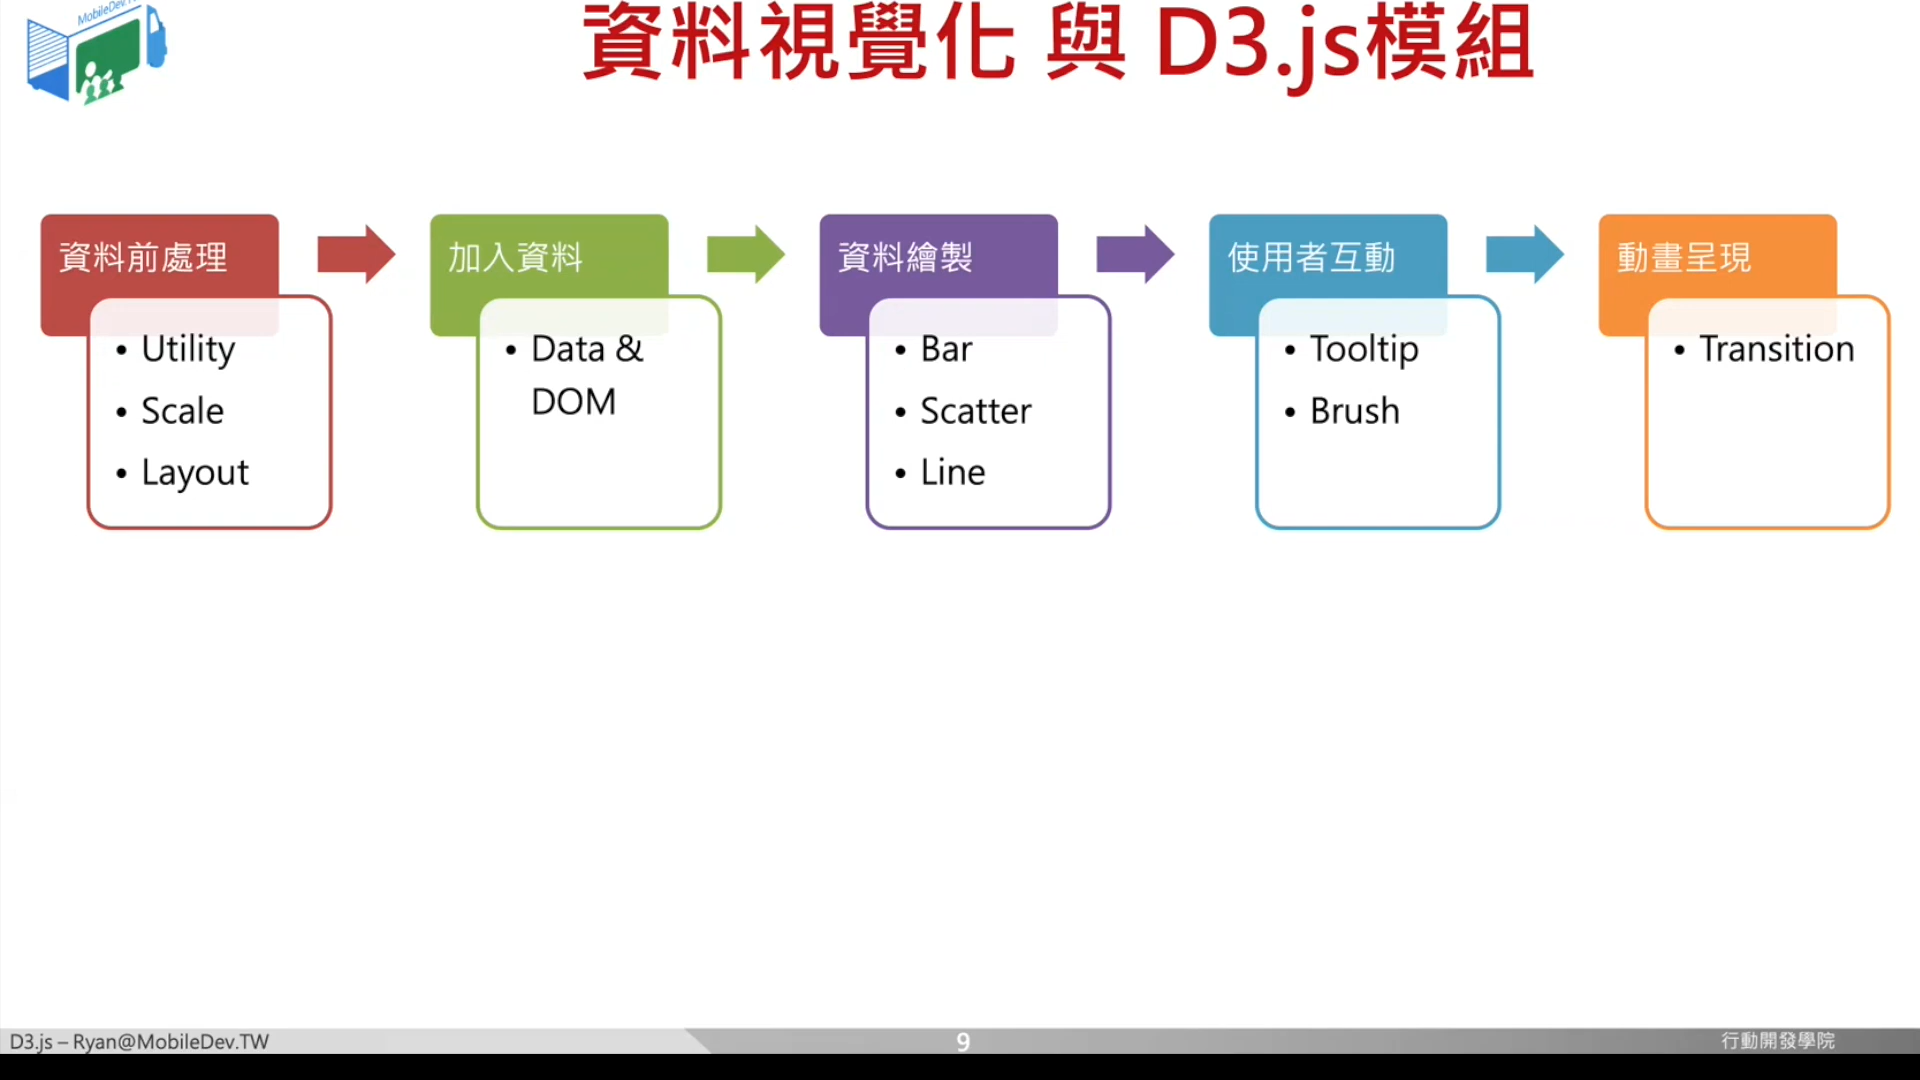 MobileDev.TW
資料視覺化 與 D3.js模組
資料前處理
• Utility
• Scale
• Layout
加入資料
• Data &
DOM
資料繪製
• Bar
• Scatter
• Line
使用者互動
• Tooltip
• Brush
動畫呈現
• Transition
D3.js – Ryan@MobileDev.TW
9
行動開發學院